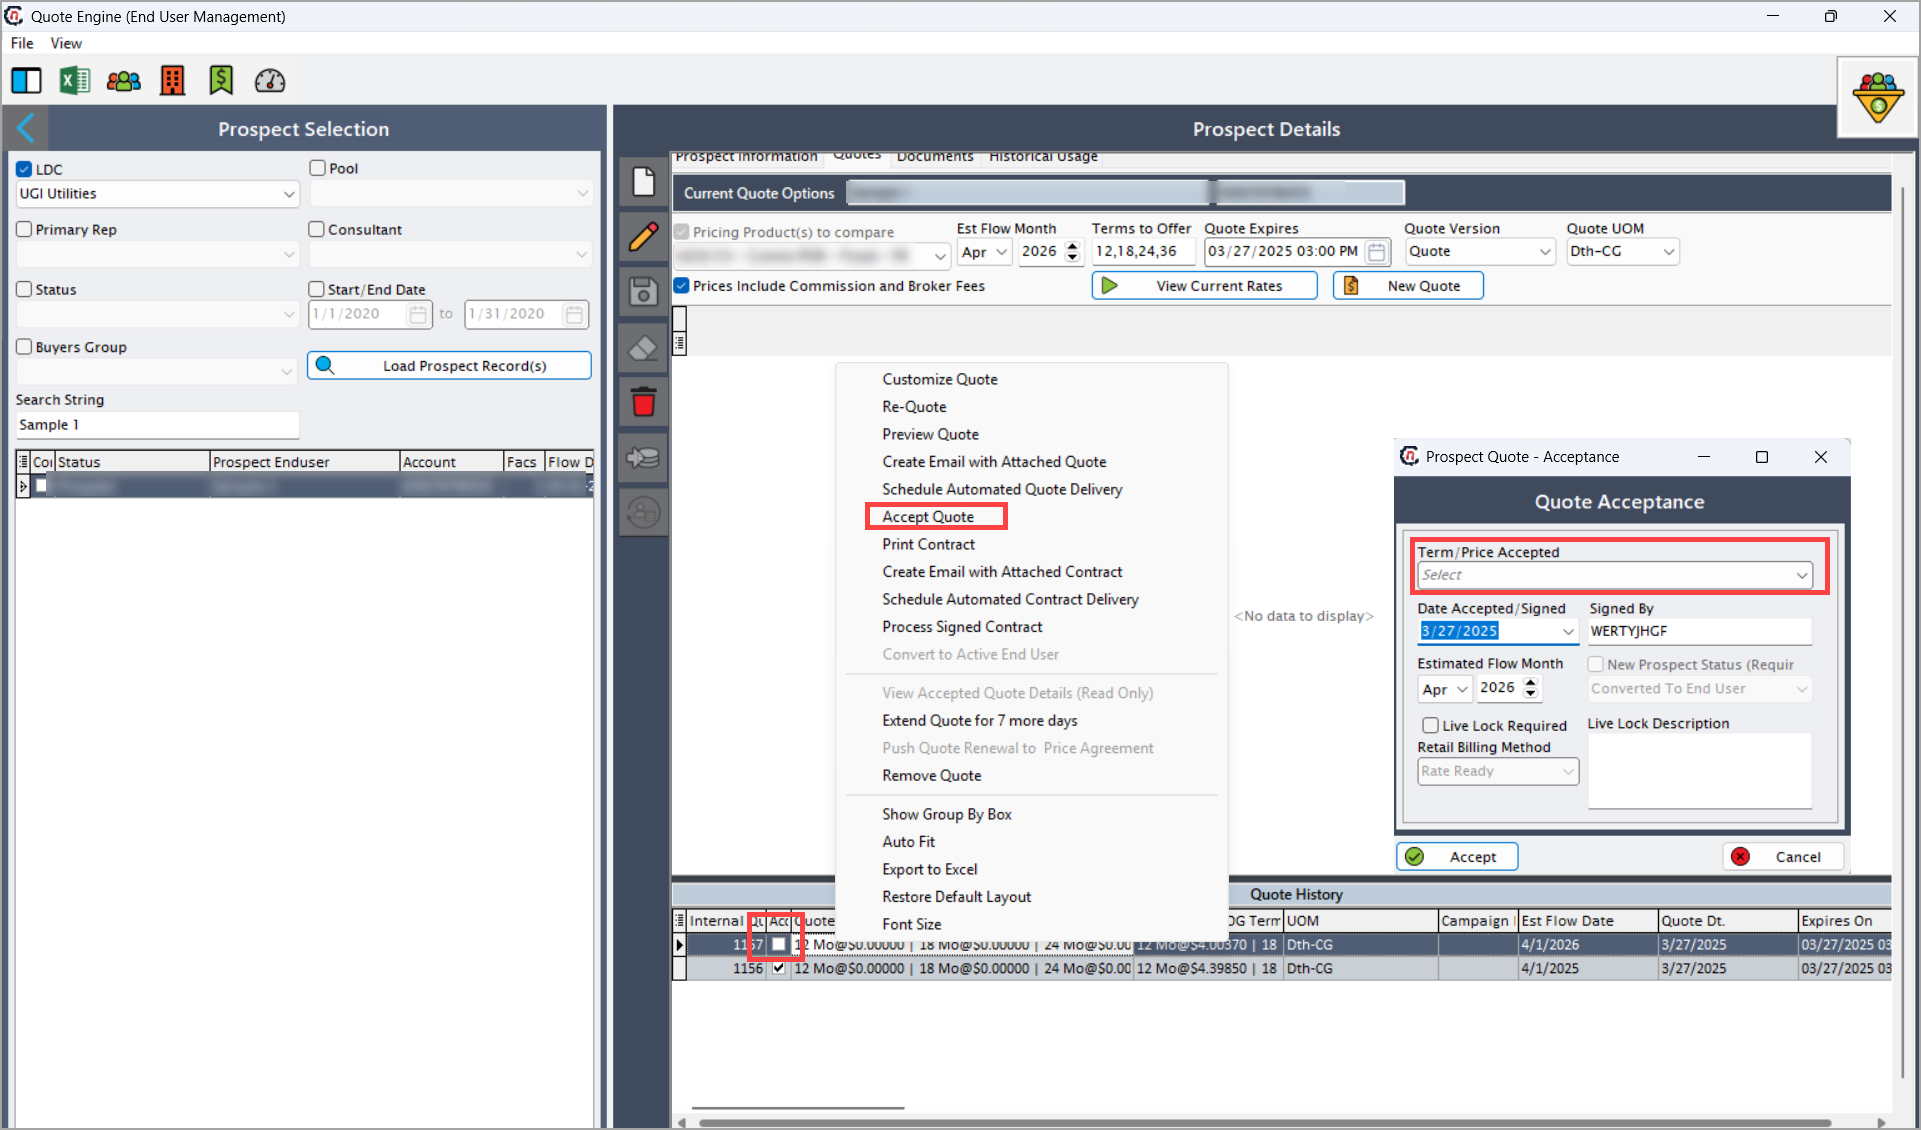 Quote Engine (End User Management)
File View
Prospect Selection
LDC
Pool
UGI Utilities
Primary Rep
Consultant
Status
Start/End Date
1/1/2020 to 1/31/2020
Buyers Group
Load Prospect Record(s)
Search String
Sample 1
Status Prospect Enduser Account Facs Flow D
Prospect Details
Prospect Information Quotes Documents Historical Usage
Current Quote Options
Pricing Product(s) to compare
Est Flow Month Terms to Offer Quote Expires Quote Version Quote UOM
Apr 2026 12,18,24,36 03/27/2025 03:00 PM Quote Dth-CG
Prices Include Commission and Broker Fees
View Current Rates
New Quote
Customize Quote
Re-Quote
Preview Quote
Create Email with Attached Quote
Schedule Automated Quote Delivery
Accept Quote
Print Contract
Create Email with Attached Contract
Schedule Automated Contract Delivery
Process Signed Contract
Convert to Active End User
View Accepted Quote Details (Read Only)
Extend Quote for 7 more days
Push Quote Renewal to Price Agreement
Remove Quote
Show Group By Box
Auto Fit
Export to Excel
Restore Default Layout
Font Size
<No data to display>
Prospect Quote - Acceptance
Quote Acceptance
Term/Price Accepted
Select
Date Accepted/Signed Signed By
3/27/2025 WERTYJHGF
Estimated Flow Month New Prospect Status (Requir
Apr 2026 Converted To End User
Live Lock Required Live Lock Description
Retail Billing Method
Rate Ready
Accept
Cancel
Quote History
Internal Qu Acc Quote OG Term UOM Campaign Est Flow Date Quote Dt. Expires On
1157 12 Mo@$0.00000 | 18 Mo@$0.00000 | 24 Mo@$0.00 12 Mo@$4.00370 | 18 Dth-CG 4/1/2026 3/27/2025 03/27/2025 03
1156 12 Mo@$0.00000 | 18 Mo@$0.00000 | 24 Mo@$0.00 12 Mo@$4.39850 | 18 Dth-CG 4/1/2025 3/27/2025 03/27/2025 03